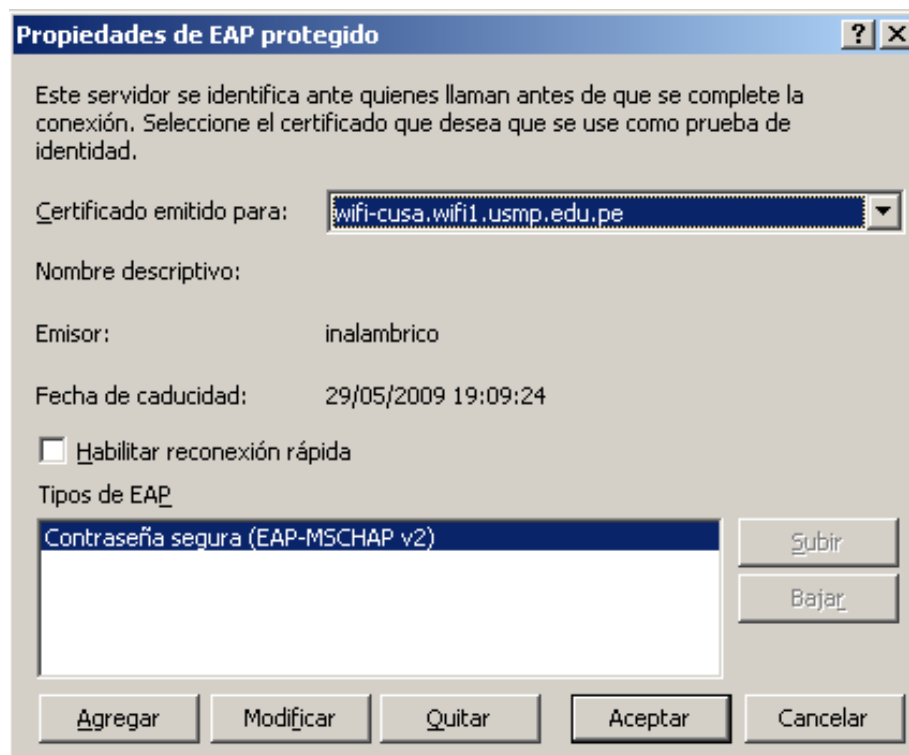 Propiedades de EAP protegido
Este servidor se identifica ante quienes llaman antes de que se complete la
conexión. Seleccione el certificado que desea que se use como prueba de
identidad.
Certificado emitido para: wifi-cusa.wifi1.usmp.edu.pe
Nombre descriptivo:
Emisor: inalambrico
Fecha de caducidad: 29/05/2009 19:09:24
Habilitar reconexión rápida
Tipos de EAP
Contraseña segura (EAP-MSCHAP v2)
Subir
Bajar
Agregar Modificar Quitar Aceptar Cancelar